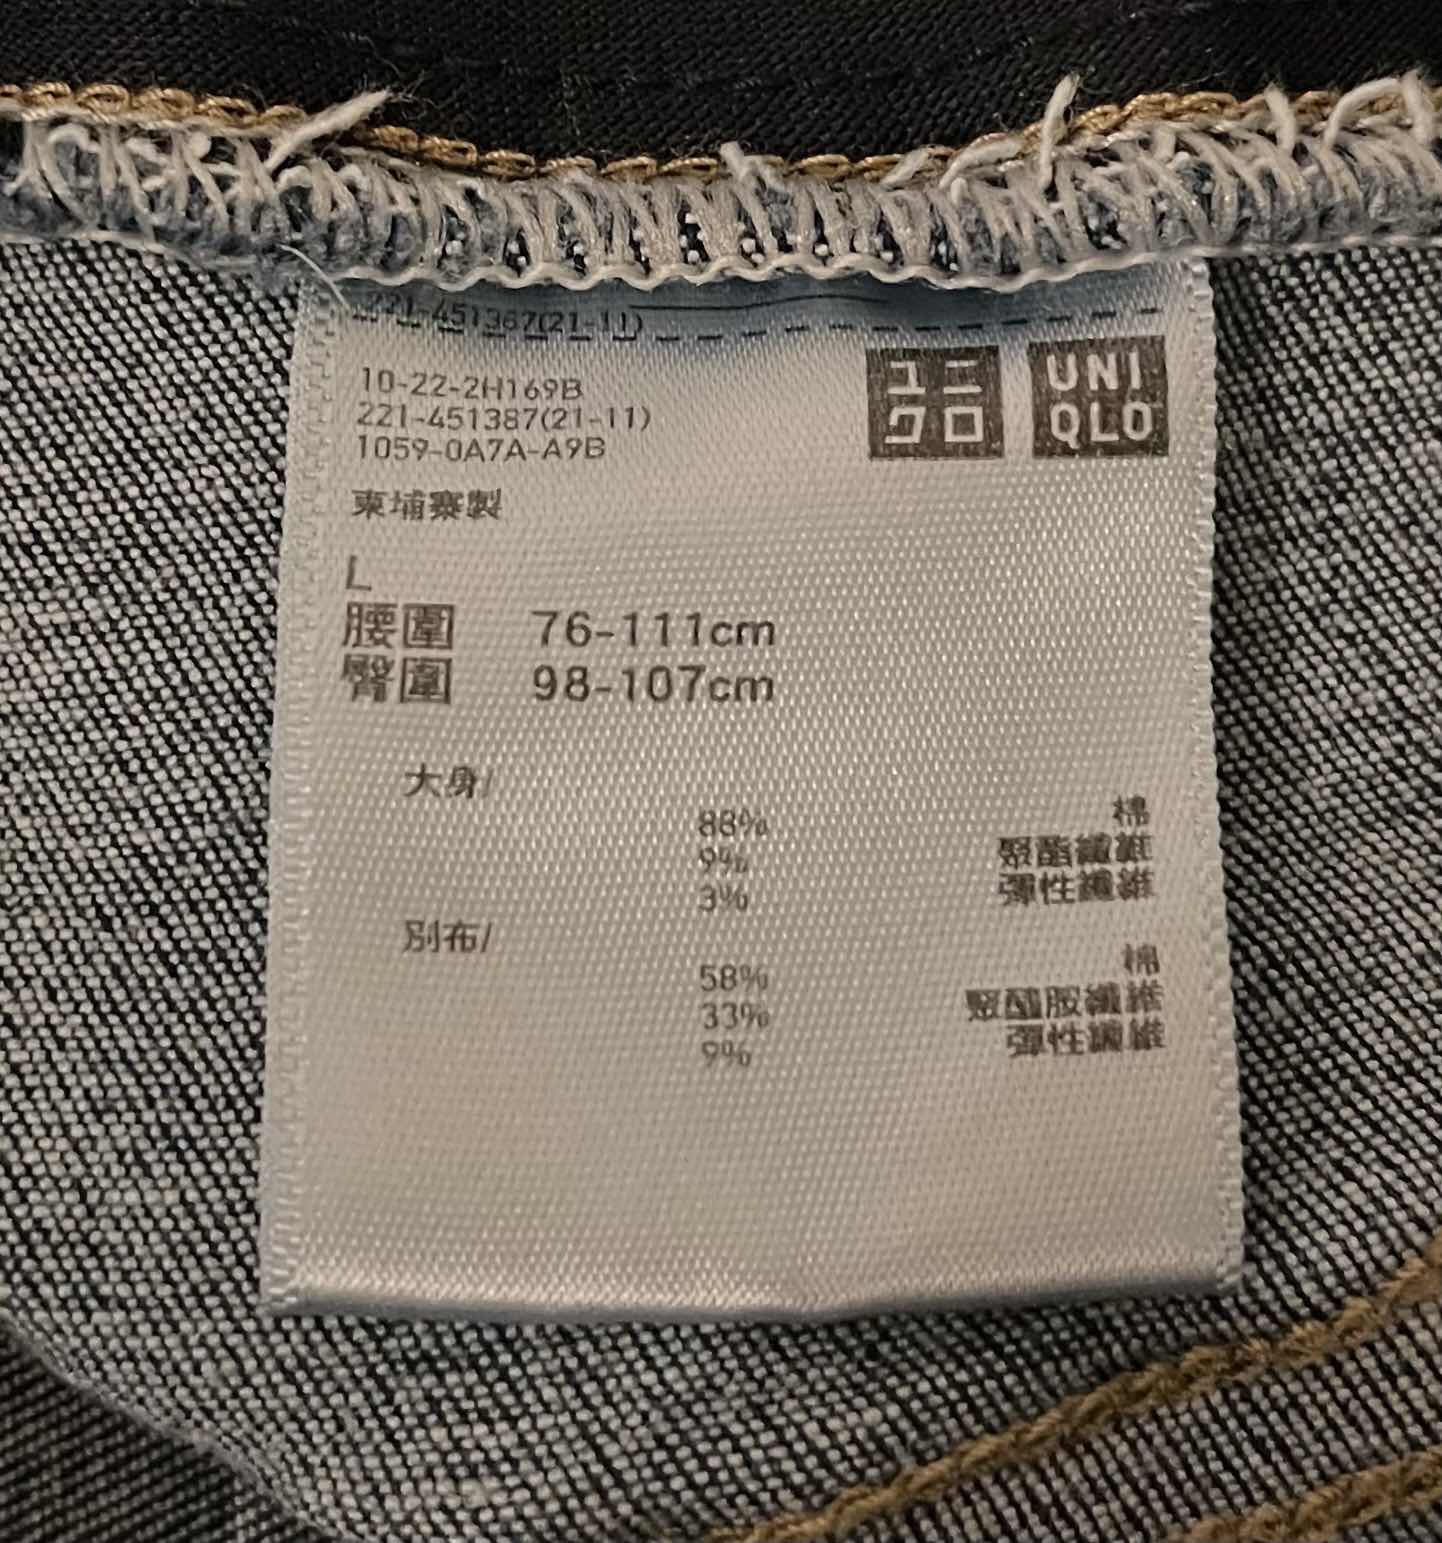 221-451387(21-11)
10-22-2H169B
221-451387(21-11)
1059-0A7A-A9B
ユニ
クロ
UNI
QLO
柬埔寨製
L
腰圍 76-111cm
臀圍 98-107cm
大身/
88% 棉
9% 聚酯纖維
3% 彈性纖維
別布/
58% 棉
33% 聚醯胺纖維
9% 彈性纖維